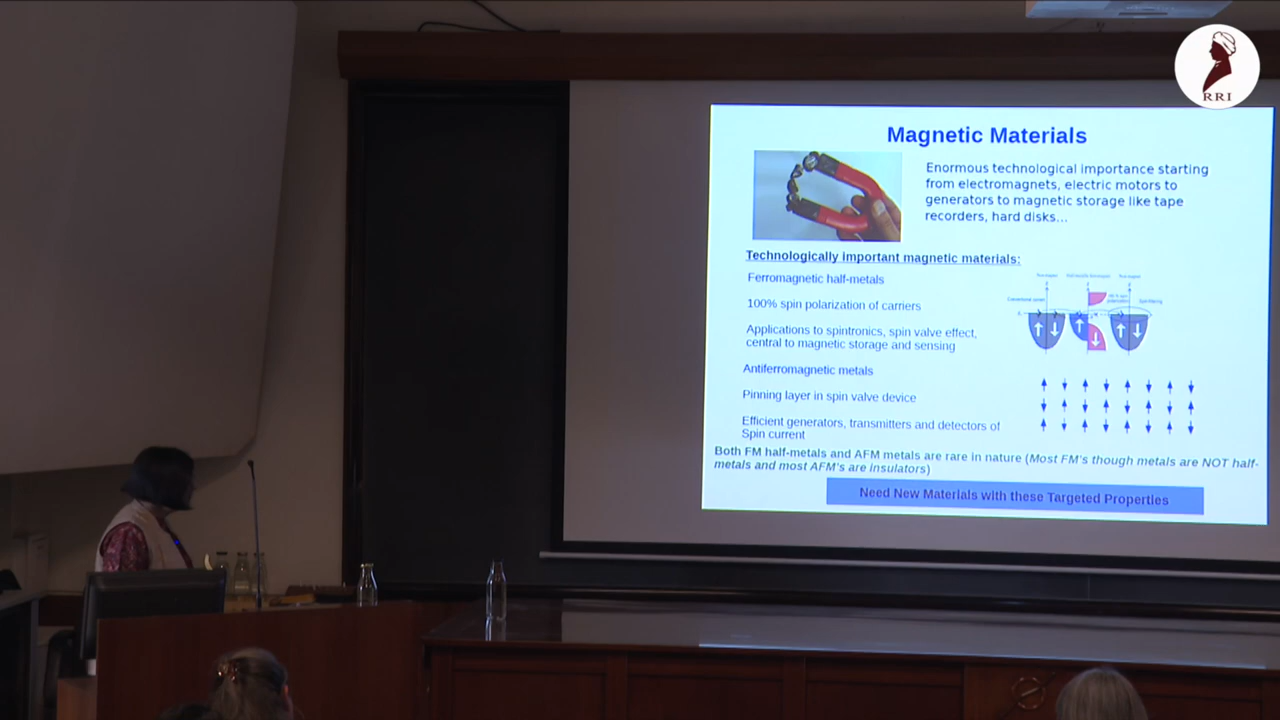 RRI
Magnetic Materials
Enormous technological importance starting
from electromagnets, electric motors to
generators to magnetic storage like tape
recorders, hard disks...
Technologically important magnetic materials:
Ferromagnetic half-metals
100% spin polarization of carriers
Applications to spintronics, spin valve effect,
central to magnetic storage and sensing
Antiferromagnetic metals
Pinning layer in spin valve device
Efficient generators, transmitters and detectors of
Spin current
Both FM half-metals and AFM metals are rare in nature (Most FM's though metals are NOT half-
metals and most AFM's are insulators)
Need New Materials with these Targeted Properties